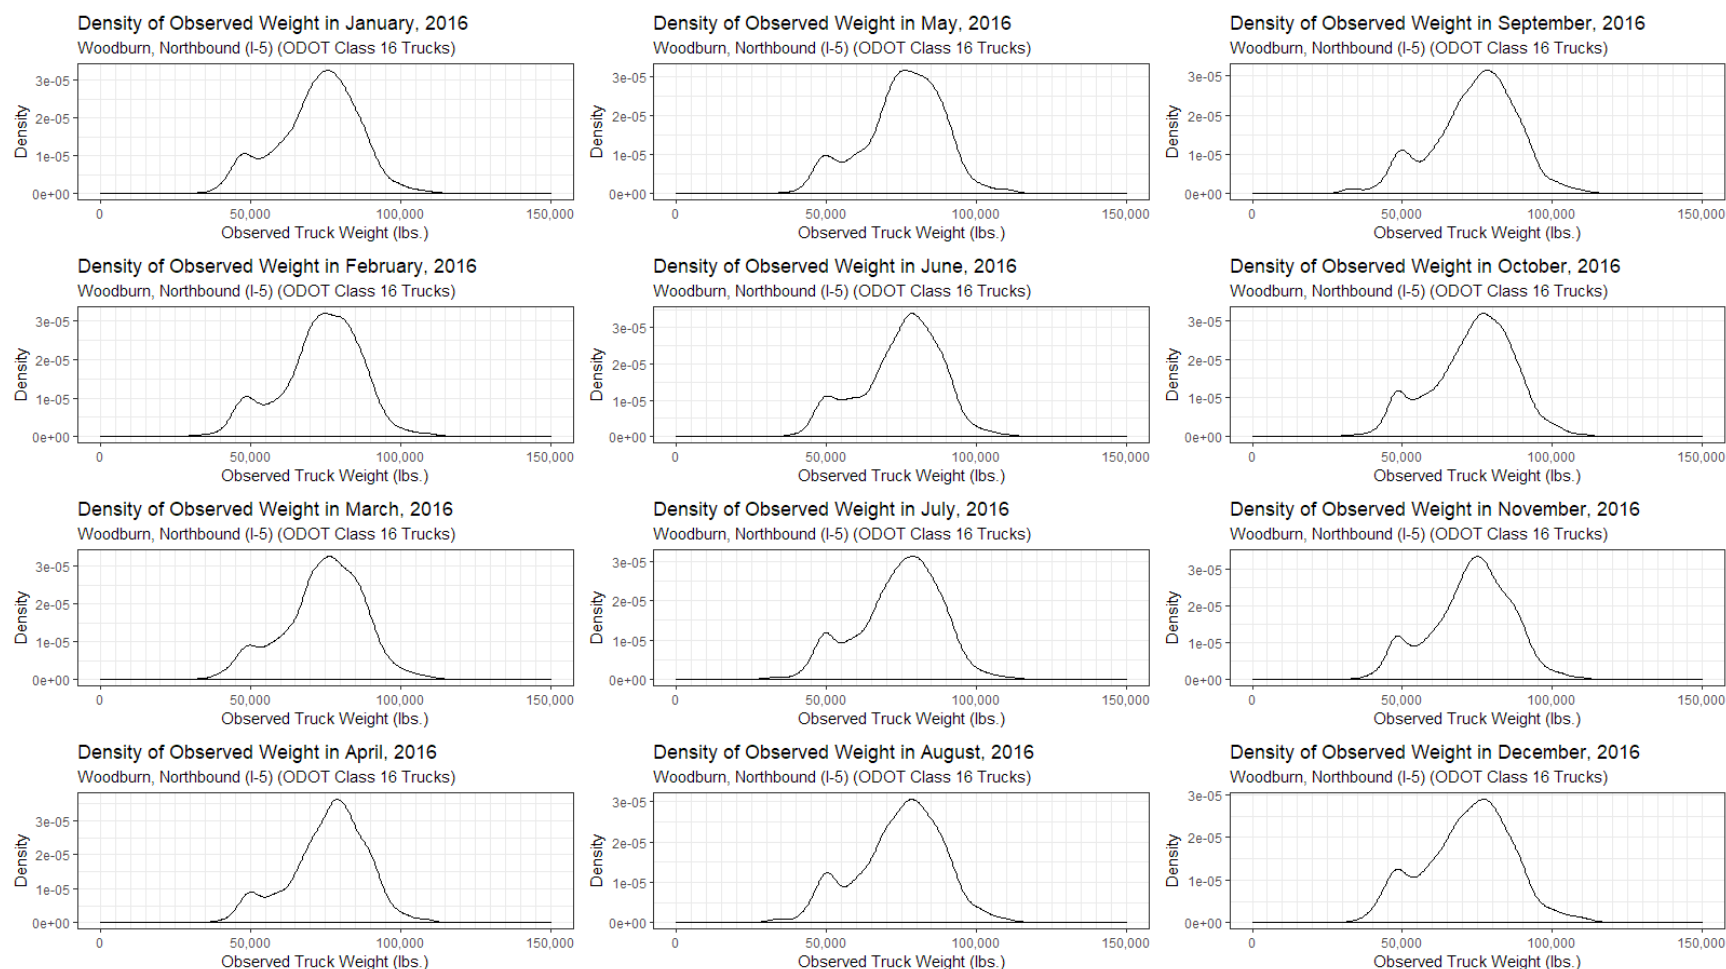 Density of Observed Weight in January, 2016
Woodburn, Northbound (I-5) (ODOT Class 16 Trucks)
Density
3e-05
2e-05
1e-05
0e+00
0 50,000 100,000 150,000
Observed Truck Weight (lbs.)
Density of Observed Weight in May, 2016
Woodburn, Northbound (I-5) (ODOT Class 16 Trucks)
Density
3e-05
2e-05
1e-05
0e+00
0 50,000 100,000 150,000
Observed Truck Weight (lbs.)
Density of Observed Weight in September, 2016
Woodburn, Northbound (I-5) (ODOT Class 16 Trucks)
Density
3e-05
2e-05
1e-05
0e+00
0 50,000 100,000 150,000
Observed Truck Weight (lbs.)
Density of Observed Weight in February, 2016
Woodburn, Northbound (I-5) (ODOT Class 16 Trucks)
Density
3e-05
2e-05
1e-05
0e+00
0 50,000 100,000 150,000
Observed Truck Weight (lbs.)
Density of Observed Weight in June, 2016
Woodburn, Northbound (I-5) (ODOT Class 16 Trucks)
Density
3e-05
2e-05
1e-05
0e+00
0 50,000 100,000 150,000
Observed Truck Weight (lbs.)
Density of Observed Weight in October, 2016
Woodburn, Northbound (I-5) (ODOT Class 16 Trucks)
Density
3e-05
2e-05
1e-05
0e+00
0 50,000 100,000 150,000
Observed Truck Weight (lbs.)
Density of Observed Weight in March, 2016
Woodburn, Northbound (I-5) (ODOT Class 16 Trucks)
Density
3e-05
2e-05
1e-05
0e+00
0 50,000 100,000 150,000
Observed Truck Weight (lbs.)
Density of Observed Weight in July, 2016
Woodburn, Northbound (I-5) (ODOT Class 16 Trucks)
Density
3e-05
2e-05
1e-05
0e+00
0 50,000 100,000 150,000
Observed Truck Weight (lbs.)
Density of Observed Weight in November, 2016
Woodburn, Northbound (I-5) (ODOT Class 16 Trucks)
Density
3e-05
2e-05
1e-05
0e+00
0 50,000 100,000 150,000
Observed Truck Weight (lbs.)
Density of Observed Weight in April, 2016
Woodburn, Northbound (I-5) (ODOT Class 16 Trucks)
Density
3e-05
2e-05
1e-05
0e+00
0 50,000 100,000 150,000
Observed Truck Weight (lbs.)
Density of Observed Weight in August, 2016
Woodburn, Northbound (I-5) (ODOT Class 16 Trucks)
Density
3e-05
2e-05
1e-05
0e+00
0 50,000 100,000 150,000
Observed Truck Weight (lbs.)
Density of Observed Weight in December, 2016
Woodburn, Northbound (I-5) (ODOT Class 16 Trucks)
Density
3e-05
2e-05
1e-05
0e+00
0 50,000 100,000 150,000
Observed Truck Weight (lbs.)